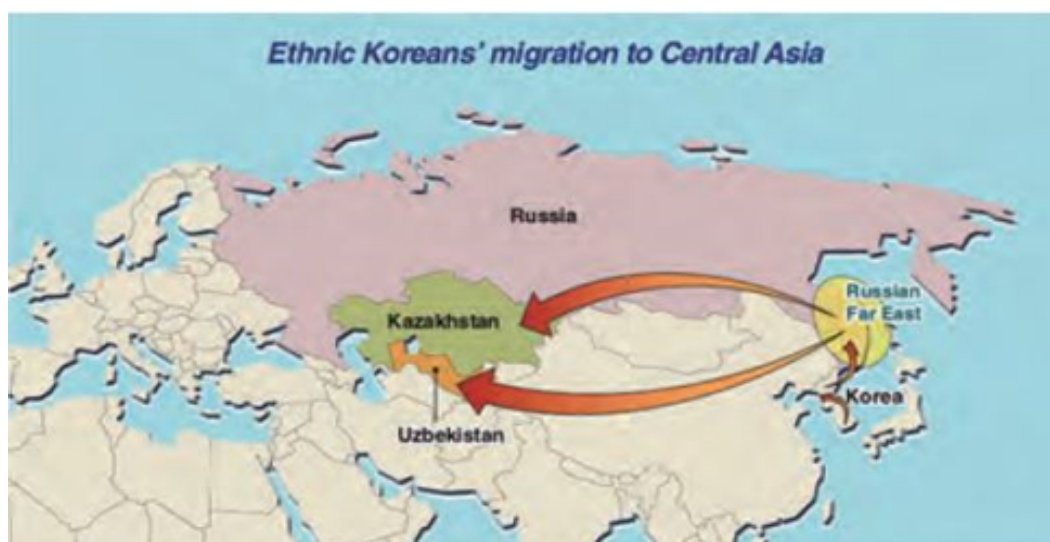 Ethnic Koreans' migration to Central Asia
Russia
Russian
Far East
Kazakhstan
Korea
Uzbekistan